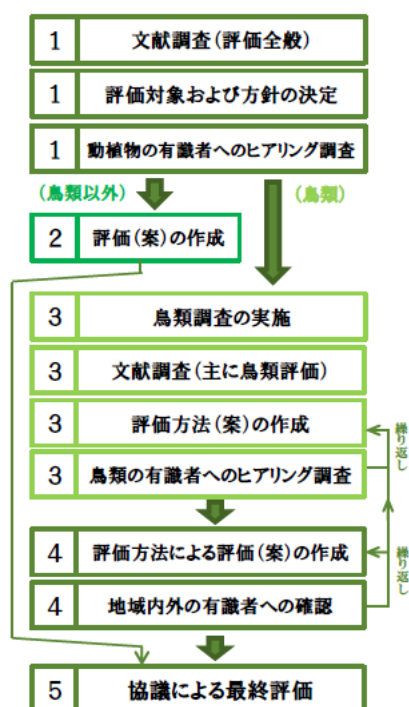 1 文献調査(評価全般)
1 評価対象および方針の決定
1 動植物の有識者へのヒアリング調査
(鳥類以外)
(鳥類)
2 評価(案)の作成
3 鳥類調査の実施
3 文献調査(主に鳥類評価)
3 評価方法(案)の作成
3 鳥類の有識者へのヒアリング調査
繰り返し
4 評価方法による評価(案)の作成
4 地域内外の有識者への確認
繰り返し
5 協議による最終評価